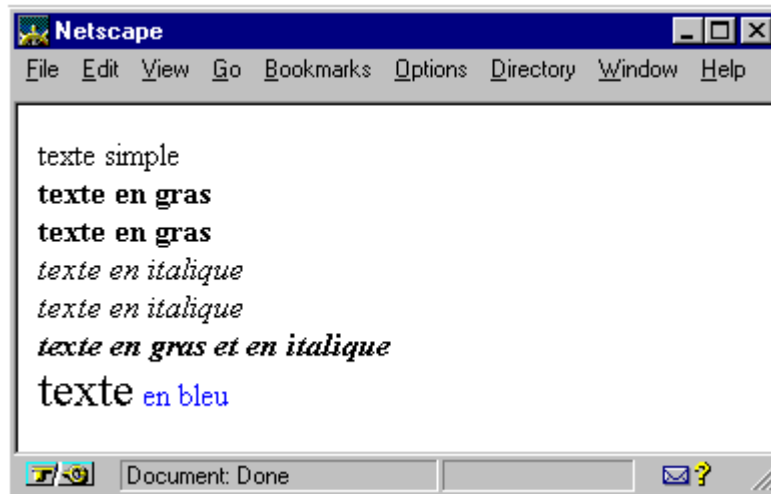 Netscape
File Edit View Go Bookmarks Options Directory Window Help
texte simple
texte en gras
texte en gras
texte en italique
texte en italique
texte en gras et en italique
texte en bleu
Document: Done